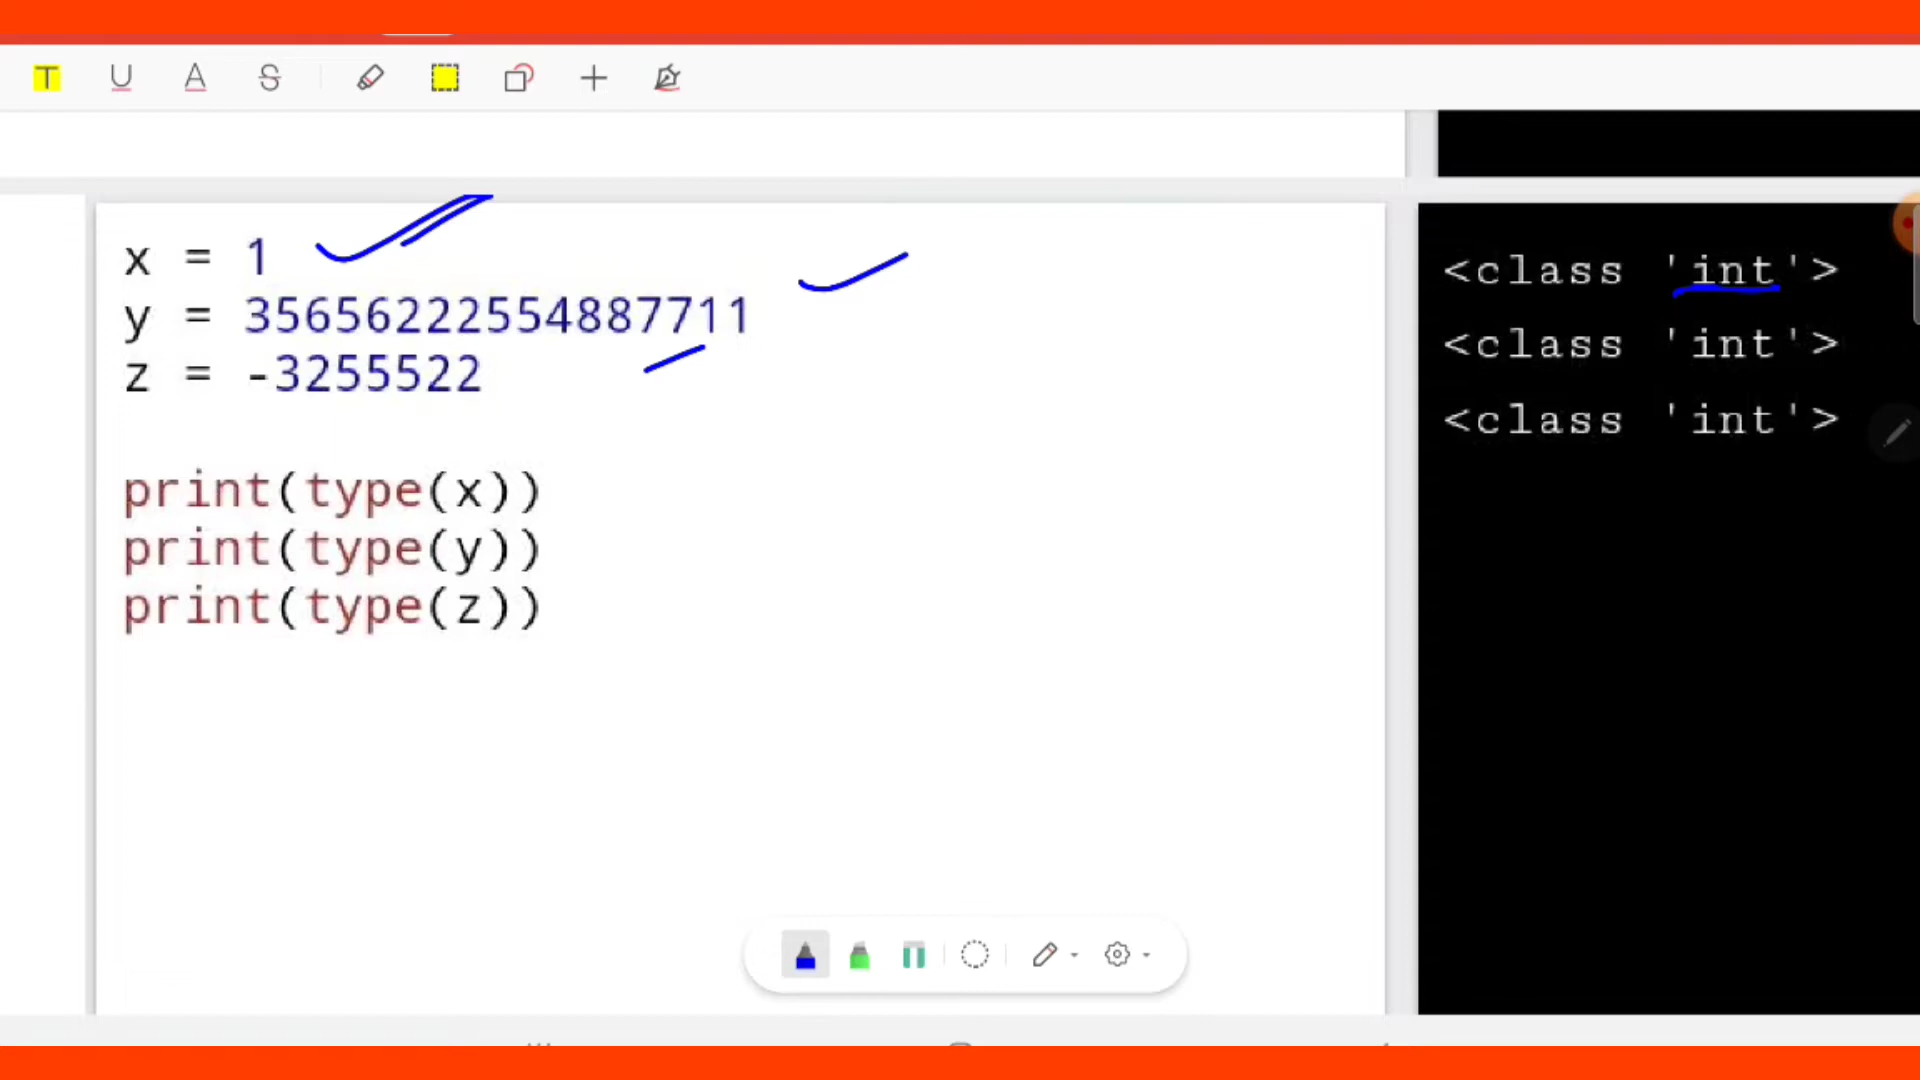 x = 1
y = 35656222554887711
z = -3255522
print(type(x))
print(type(y))
print(type(z))
<class 'int'>
<class 'int'>
<class 'int'>